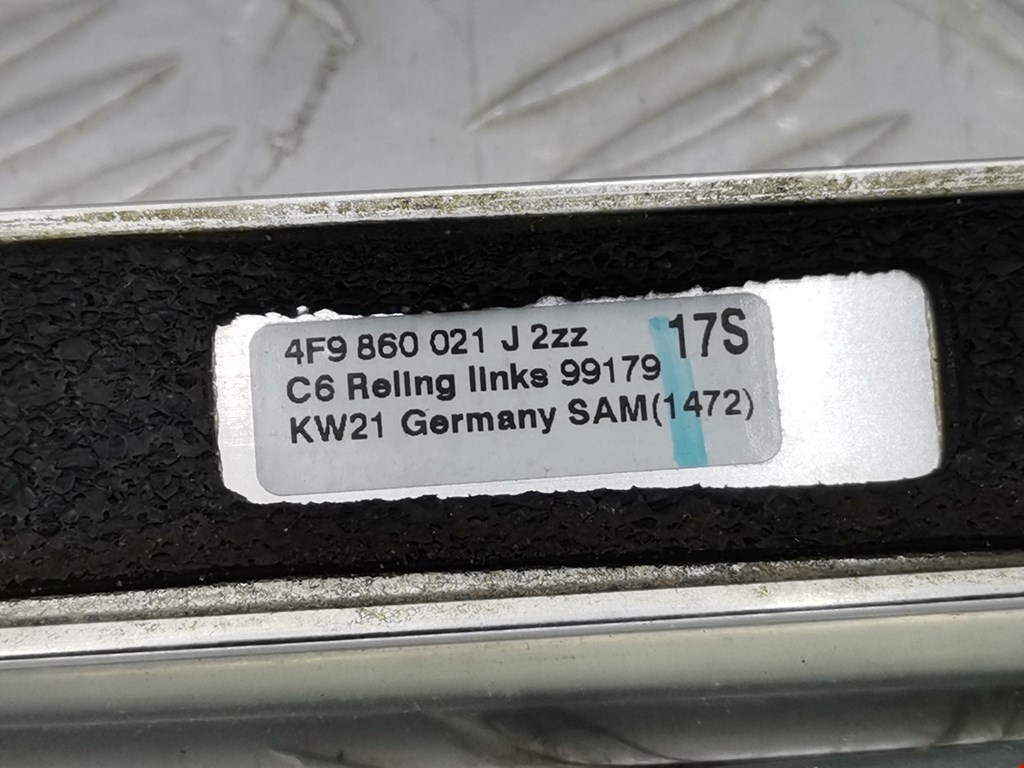 4F9 860 021 J 2zz 17S
C6 Reling links 99179
KW21 Germany SAM(1472)